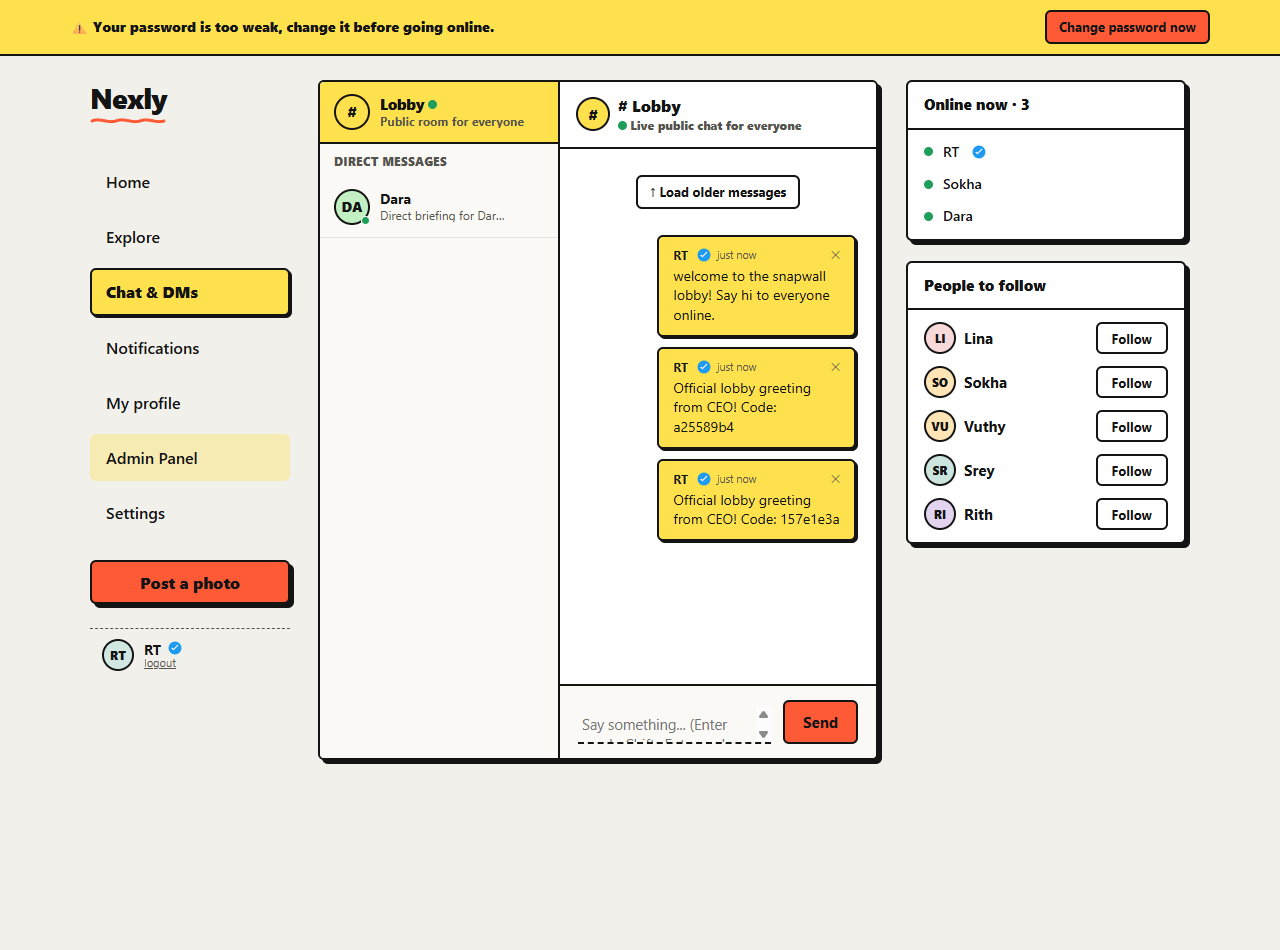 ⚠ Your password is too weak, change it before going online.
Change password now
Nexly
Home
Explore
Chat & DMs
Notifications
My profile
Admin Panel
Settings
Post a photo
RT
RT
logout
#
Lobby
Public room for everyone
DIRECT MESSAGES
DA
Dara
Direct briefing for Dar...
#
# Lobby
Live public chat for everyone
↑ Load older messages
RT just now ×
welcome to the snapwall
lobby! Say hi to everyone
online.
RT just now ×
Official lobby greeting
from CEO! Code:
a25589b4
RT just now ×
Official lobby greeting
from CEO! Code: 157e1e3a
Say something... (Enter
Send
Online now · 3
RT
Sokha
Dara
People to follow
LI Lina Follow
SO Sokha Follow
VU Vuthy Follow
SR Srey Follow
RI Rith Follow